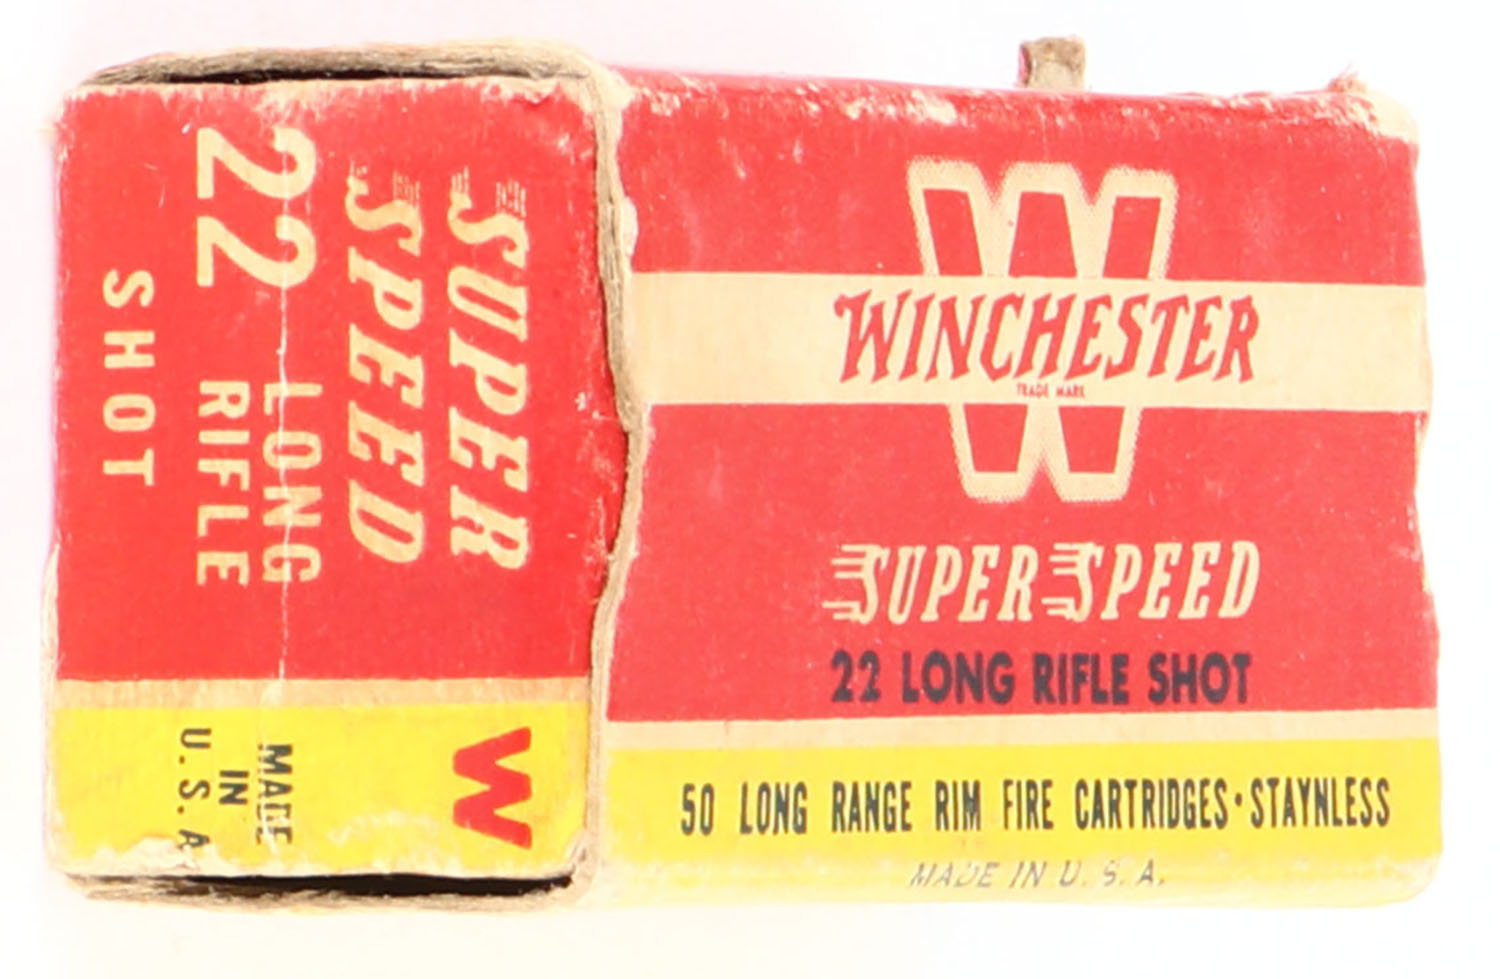 SUPER
SPEED
22 LONG
RIFLE
SHOT
W
MADE
IN
U.S.A
W
WINCHESTER
TRADE MARK
SUPER SPEED
22 LONG RIFLE SHOT
50 LONG RANGE RIM FIRE CARTRIDGES·STAYNLESS
MADE IN U.S.A.